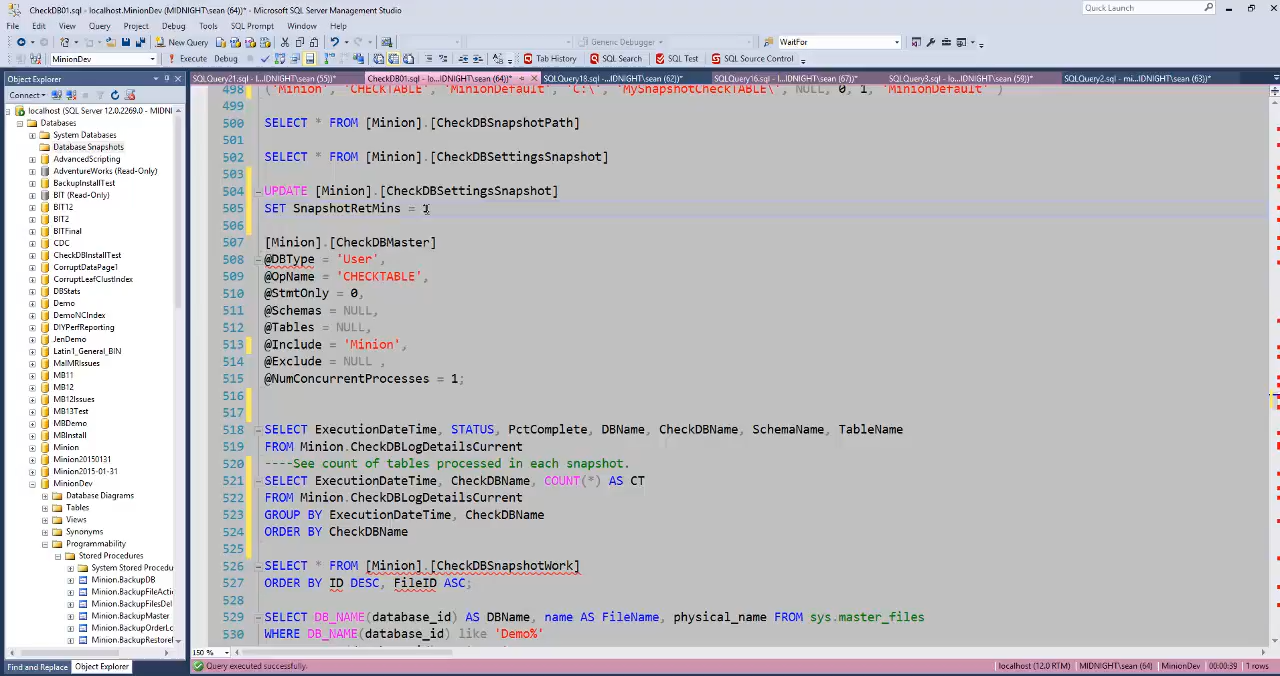 CheckDB01.sql - localhost.MinionDev (MIDNIGHT\sean (64))* - Microsoft SQL Server Management Studio
Quick Launch
File Edit View Query Project Debug Tools SQL Prompt Window Help
New Query
Generic Debugger
WaitFor
MinionDev
Execute Debug
Tab History SQL Search SQL Test SQL Source Control
Object Explorer
SQLQuery21.sql - l...IDNIGHT\sean (55))* CheckDB01.sql - lo...IDNIGHT\sean (64))* SQLQuery18.sql -...IDNIGHT\sean (62))* SQLQuery16.sql - l...IDNIGHT\sean (67))* SQLQuery3.sql - lo...IDNIGHT\sean (59))* SQLQuery2.sql - mi...IDNIGHT\sean (63))*
Connect
localhost (SQL Server 12.0.2269.0 - MIDNI
Databases
System Databases
Database Snapshots
AdvancedScripting
AdventureWorks (Read-Only)
BackupInstallTest
BIT (Read-Only)
BIT12
BIT2
BITFinal
CDC
CheckDBInstallTest
CorruptDataPage1
CorruptLeafClustIndex
DBStats
Demo
DemoNCIndex
DIYPerfReporting
JenDemo
Latin1_General_BIN
MalMRIssues
MB11
MB12
MB12Issues
MB13Test
MBDemo
MBInstall
Minion
Minion20150131
Minion2015-01-31
MinionDev
Database Diagrams
Tables
Views
Synonyms
Programmability
Stored Procedures
System Stored Procedu
Minion.BackupDB
Minion.BackupFileActio
Minion.BackupFilesDel
Minion.BackupMaster
Minion.BackupOrderLo
Minion.BackupRestore
Find and Replace Object Explorer
498 ('Minion', 'CHECKTABLE', 'MinionDefault', 'C:\', 'MySnapshotCheckTABLE\', NULL, 0, 1, 'MinionDefault' )
499
500 SELECT * FROM [Minion].[CheckDBSnapshotPath]
501
502 SELECT * FROM [Minion].[CheckDBSettingsSnapshot]
503
504 UPDATE [Minion].[CheckDBSettingsSnapshot]
505 SET SnapshotRetMins = 1
506
507 [Minion].[CheckDBMaster]
508 @DBType = 'User',
509 @OpName = 'CHECKTABLE',
510 @StmtOnly = 0,
511 @Schemas = NULL,
512 @Tables = NULL,
513 @Include = 'Minion',
514 @Exclude = NULL ,
515 @NumConcurrentProcesses = 1;
516
517
518 SELECT ExecutionDateTime, STATUS, PctComplete, DBName, CheckDBName, SchemaName, TableName
519 FROM Minion.CheckDBLogDetailsCurrent
520 ----See count of tables processed in each snapshot.
521 SELECT ExecutionDateTime, CheckDBName, COUNT(*) AS CT
522 FROM Minion.CheckDBLogDetailsCurrent
523 GROUP BY ExecutionDateTime, CheckDBName
524 ORDER BY CheckDBName
525
526 SELECT * FROM [Minion].[CheckDBSnapshotWork]
527 ORDER BY ID DESC, FileID ASC;
528
529 SELECT DB_NAME(database_id) AS DBName, name AS FileName, physical_name FROM sys.master_files
530 WHERE DB_NAME(database_id) like 'Demo%'
150 %
Query executed successfully. localhost (12.0 RTM) MIDNIGHT\sean (64) MinionDev 00:00:39 1 rows